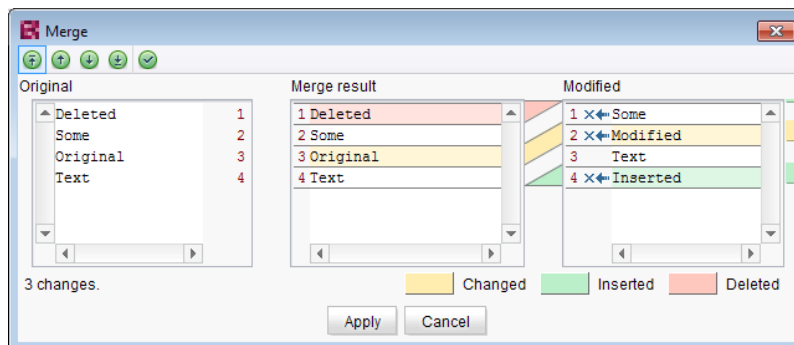 Merge
Original
Merge result
Modified
Deleted 1
Some 2
Original 3
Text 4
1 Deleted
2 Some
3 Original
4 Text
1 Some
2 Modified
3 Text
4 Inserted
3 changes.
Changed
Inserted
Deleted
Apply
Cancel